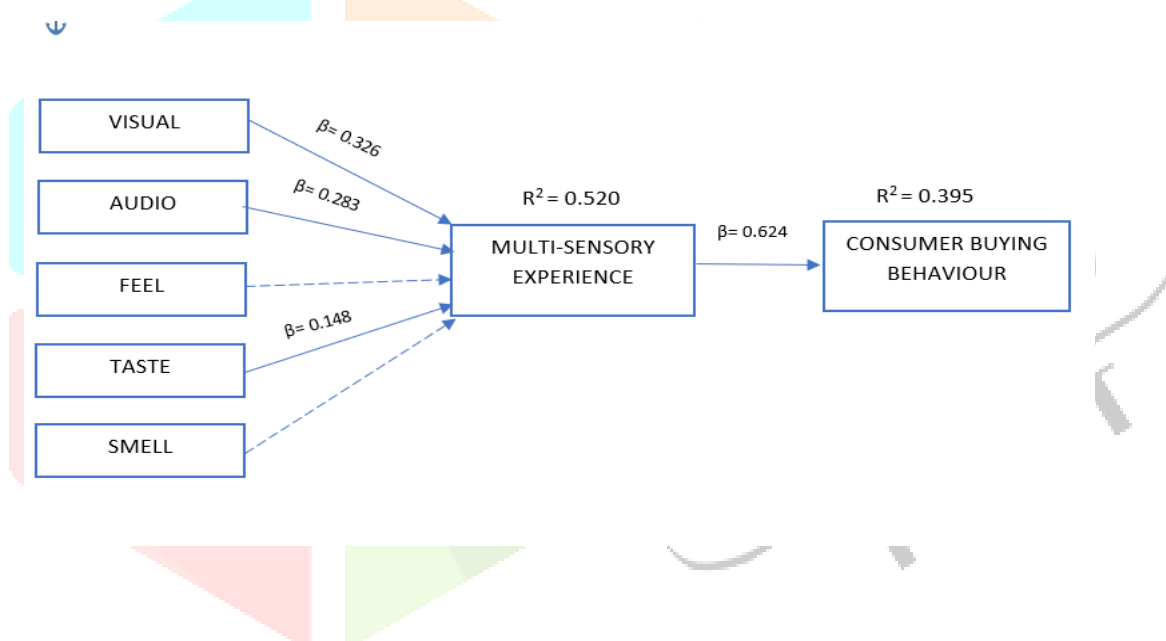 VISUAL
β= 0.326
AUDIO
β= 0.283
R² = 0.520
R² = 0.395
MULTI-SENSORY
EXPERIENCE
β= 0.624
CONSUMER BUYING
BEHAVIOUR
FEEL
β= 0.148
TASTE
SMELL